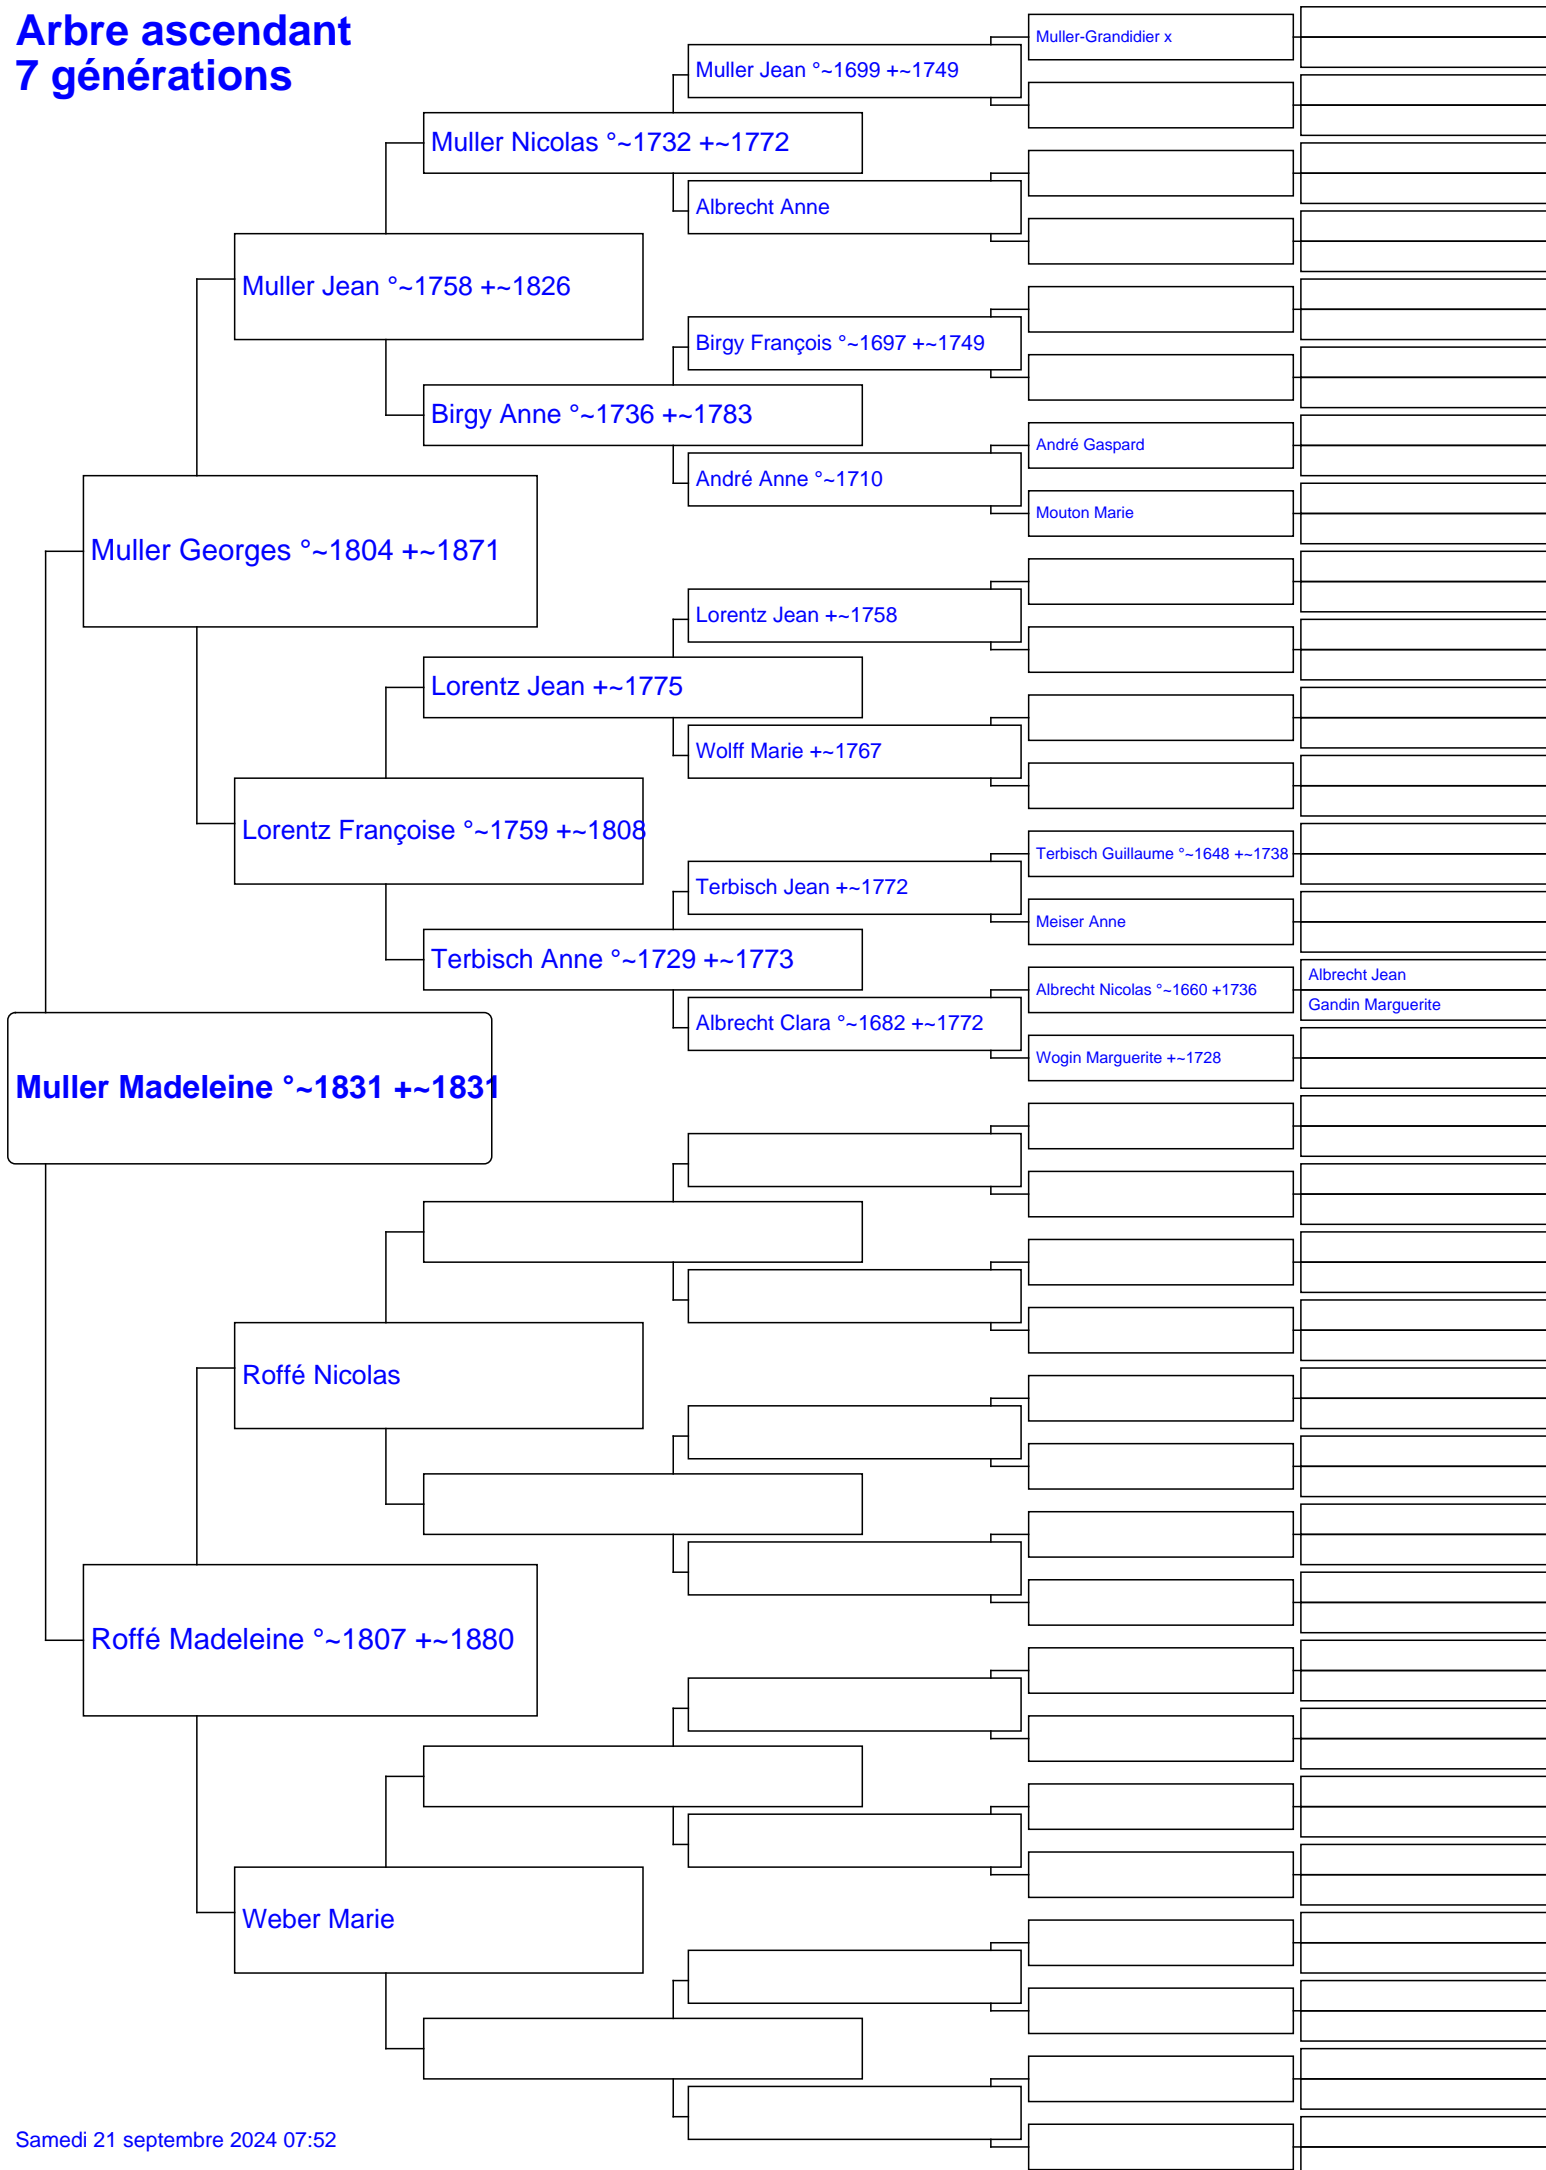 Arbre ascendant
7 générations
Muller-Grandidier x
Muller Jean °~1699 +~1749
Muller Nicolas °~1732 +~1772
Albrecht Anne
Muller Jean °~1758 +~1826
Birgy François °~1697 +~1749
Birgy Anne °~1736 +~1783
André Gaspard
André Anne °~1710
Mouton Marie
Muller Georges °~1804 +~1871
Lorentz Jean +~1758
Lorentz Jean +~1775
Wolff Marie +~1767
Lorentz Françoise °~1759 +~1808
Terbisch Guillaume °~1648 +~1738
Terbisch Jean +~1772
Meiser Anne
Terbisch Anne °~1729 +~1773
Albrecht Jean
Albrecht Nicolas °~1660 +1736
Gandin Marguerite
Albrecht Clara °~1682 +~1772
Wogin Marguerite +~1728
Muller Madeleine °~1831 +~1831
Roffé Nicolas
Roffé Madeleine °~1807 +~1880
Weber Marie
Samedi 21 septembre 2024 07:52